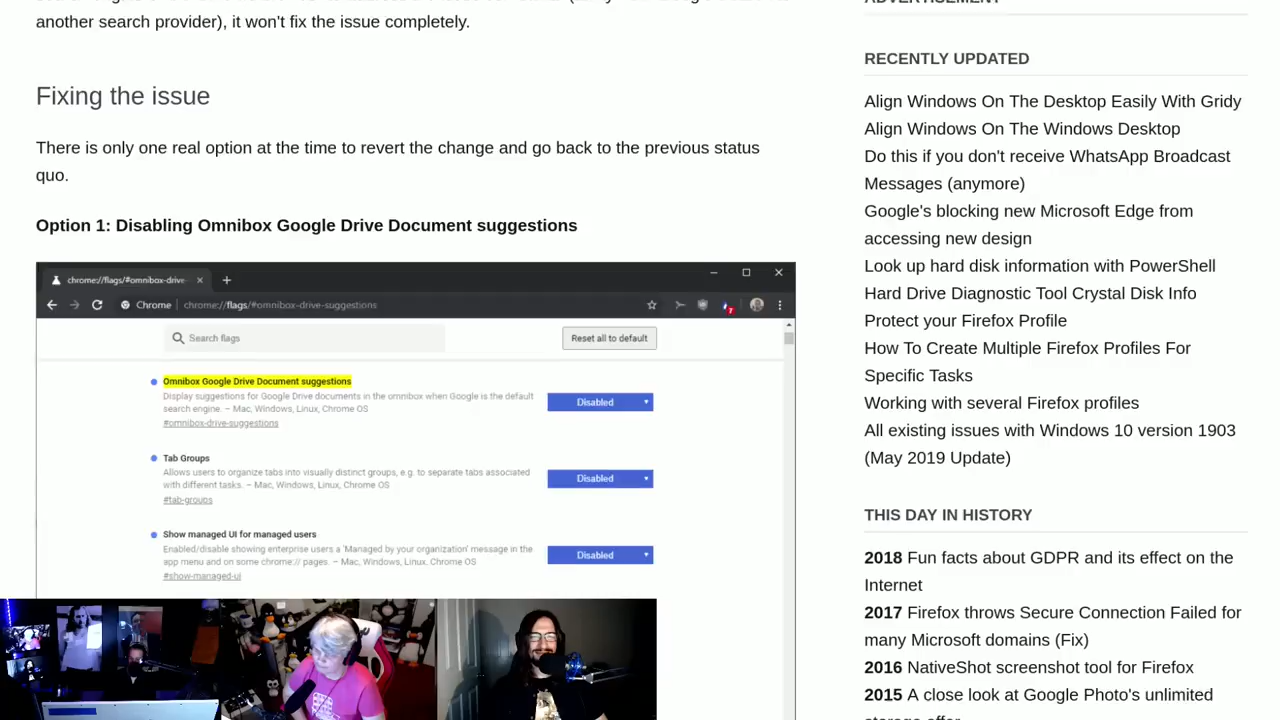 another search provider), it won't fix the issue completely.
Fixing the issue
There is only one real option at the time to revert the change and go back to the previous status
quo.
Option 1: Disabling Omnibox Google Drive Document suggestions
chrome://flags/#omnibox-drive-
Chrome | chrome://flags/#omnibox-drive-suggestions
7
Search flags
Reset all to default
Omnibox Google Drive Document suggestions
Display suggestions for Google Drive documents in the omnibox when Google is the default
search engine. – Mac, Windows, Linux, Chrome OS
#omnibox-drive-suggestions
Disabled
Tab Groups
Allows users to organize tabs into visually distinct groups, e.g. to separate tabs associated
with different tasks. – Mac, Windows, Linux, Chrome OS
#tab-groups
Disabled
Show managed UI for managed users
Enabled/disable showing enterprise users a 'Managed by your organization' message in the
app menu and on some chrome:// pages. – Mac, Windows, Linux, Chrome OS
#show-managed-ui
Disabled
ADVERTISEMENT
RECENTLY UPDATED
Align Windows On The Desktop Easily With Gridy
Align Windows On The Windows Desktop
Do this if you don't receive WhatsApp Broadcast
Messages (anymore)
Google's blocking new Microsoft Edge from
accessing new design
Look up hard disk information with PowerShell
Hard Drive Diagnostic Tool Crystal Disk Info
Protect your Firefox Profile
How To Create Multiple Firefox Profiles For
Specific Tasks
Working with several Firefox profiles
All existing issues with Windows 10 version 1903
(May 2019 Update)
THIS DAY IN HISTORY
2018 Fun facts about GDPR and its effect on the
Internet
2017 Firefox throws Secure Connection Failed for
many Microsoft domains (Fix)
2016 NativeShot screenshot tool for Firefox
2015 A close look at Google Photo's unlimited
storage offer